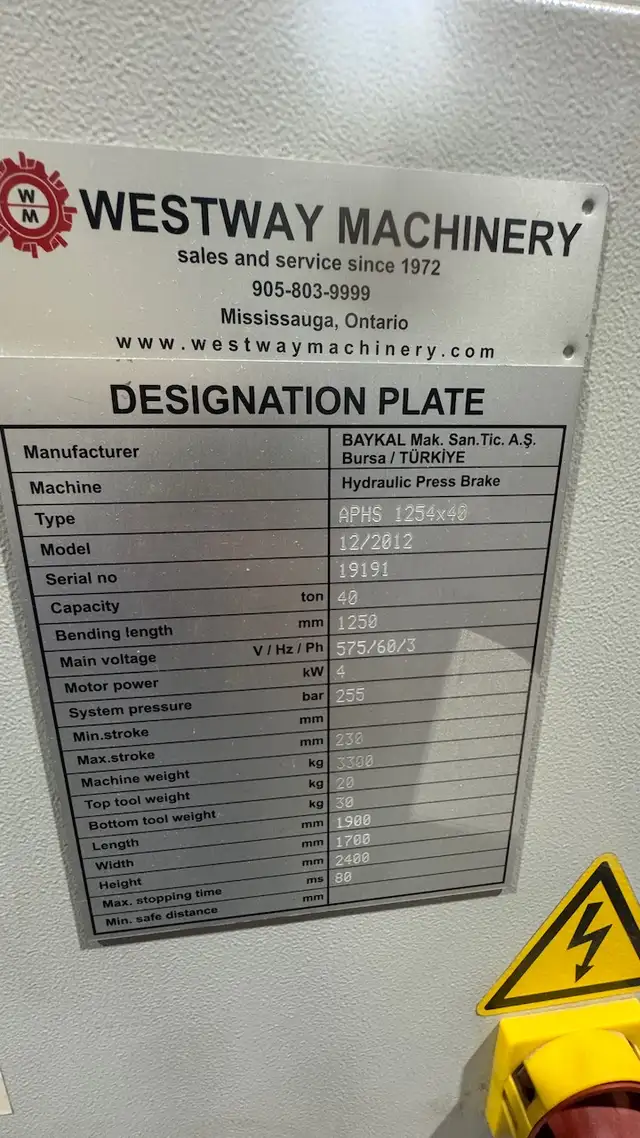 W
M
WESTWAY MACHINERY
sales and service since 1972
905-803-9999
Mississauga, Ontario
www.westwaymachinery.com
DESIGNATION PLATE
Manufacturer BAYKAL Mak. San.Tic. A.Ş.
Bursa / TÜRKİYE
Machine Hydraulic Press Brake
Type APHS 1254x40
Model 12/2012
Serial no 19191
Capacity ton 40
Bending length mm 1250
Main voltage V / Hz / Ph 575/60/3
Motor power kW 4
System pressure bar 255
Min.stroke mm
Max.stroke mm 230
Machine weight kg 3300
Top tool weight kg 20
Bottom tool weight kg 30
Length mm 1900
Width mm 1700
Height mm 2400
Max. stopping time ms 80
Min. safe distance mm